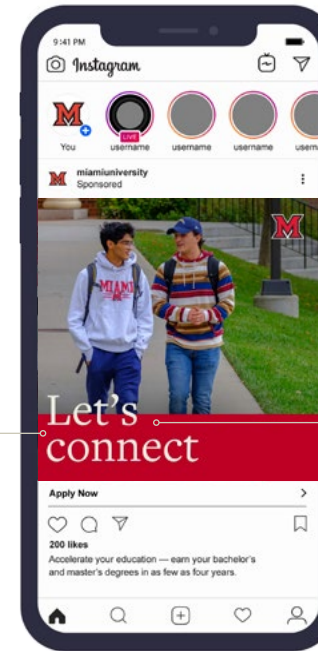 9:41 PM
Instagram
M
LIVE
You
username
username
username
usern
M
miamiuniversity
Sponsored
M
MIAMI
Let's
connect
Apply Now
200 likes
Accelerate your education — earn your bachelor's
and master's degrees in as few as four years.